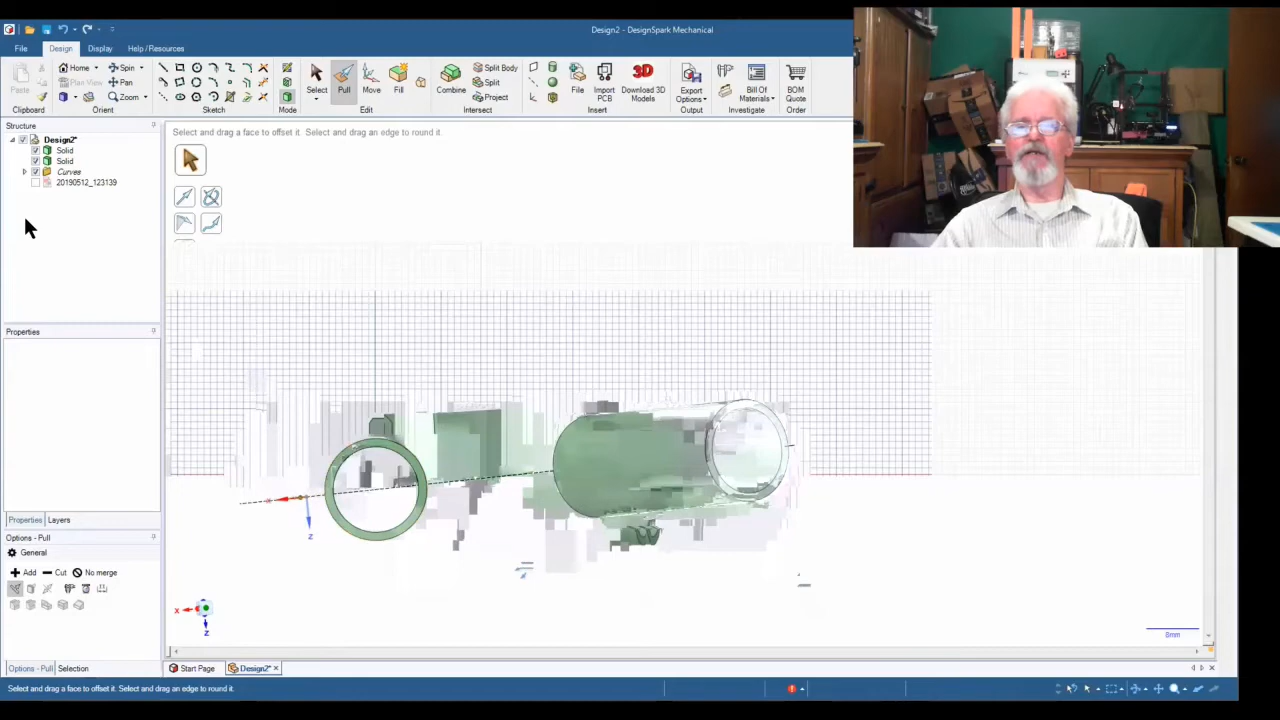 Design2 - DesignSpark Mechanical
File Design Display Help / Resources
Paste
Home
Plan View
Spin
Pan
Zoom
Select Pull Move Fill
Combine
Split Body
Split
Project
File
Import PCB
Download 3D Models
Export Options
Bill Of Materials
BOM Quote
Clipboard Orient Sketch Mode Edit Intersect Insert Output Investigate Order
Structure
Select and drag a face to offset it. Select and drag an edge to round it.
Design2*
Solid
Solid
Curves
20190512_123139
Properties
Properties Layers
Options - Pull
General
Add Cut No merge
Z
X
Z
8mm
Options - Pull Selection
Start Page Design2*
Select and drag a face to offset it. Select and drag an edge to round it.